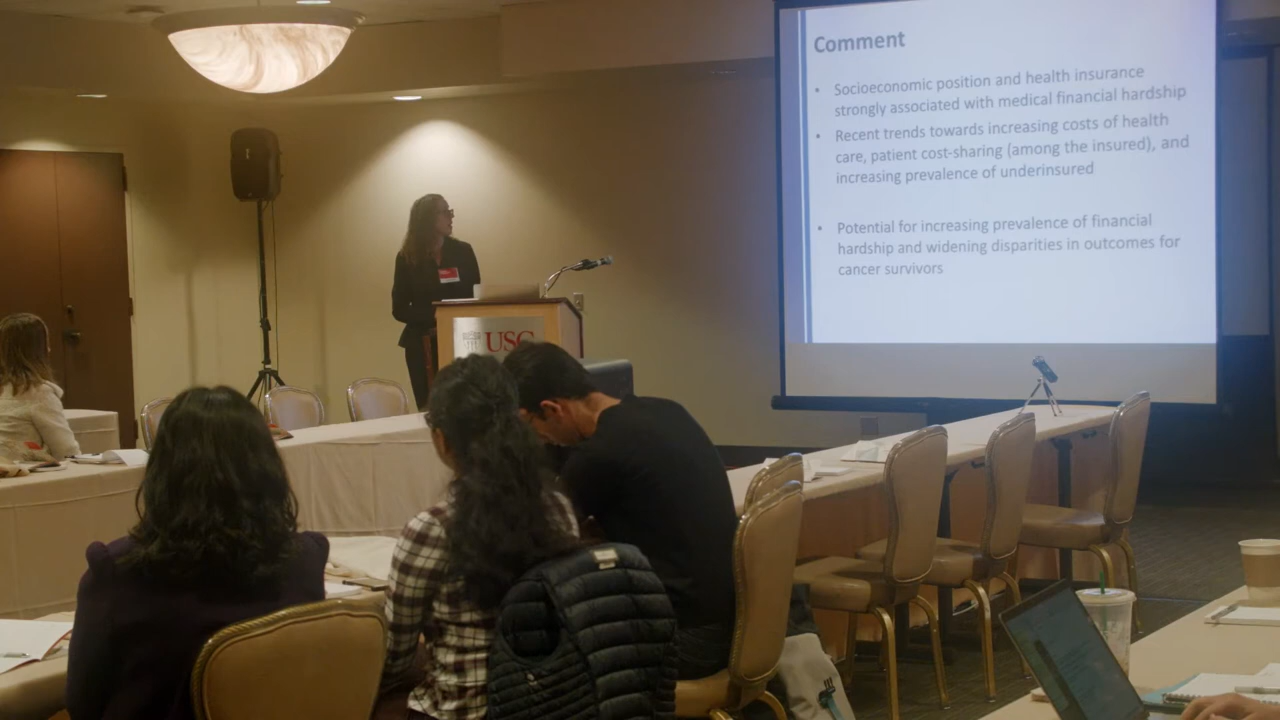 Comment
• Socioeconomic position and health insurance
strongly associated with medical financial hardship
• Recent trends towards increasing costs of health
care, patient cost-sharing (among the insured), and
increasing prevalence of underinsured
• Potential for increasing prevalence of financial
hardship and widening disparities in outcomes for
cancer survivors
USC